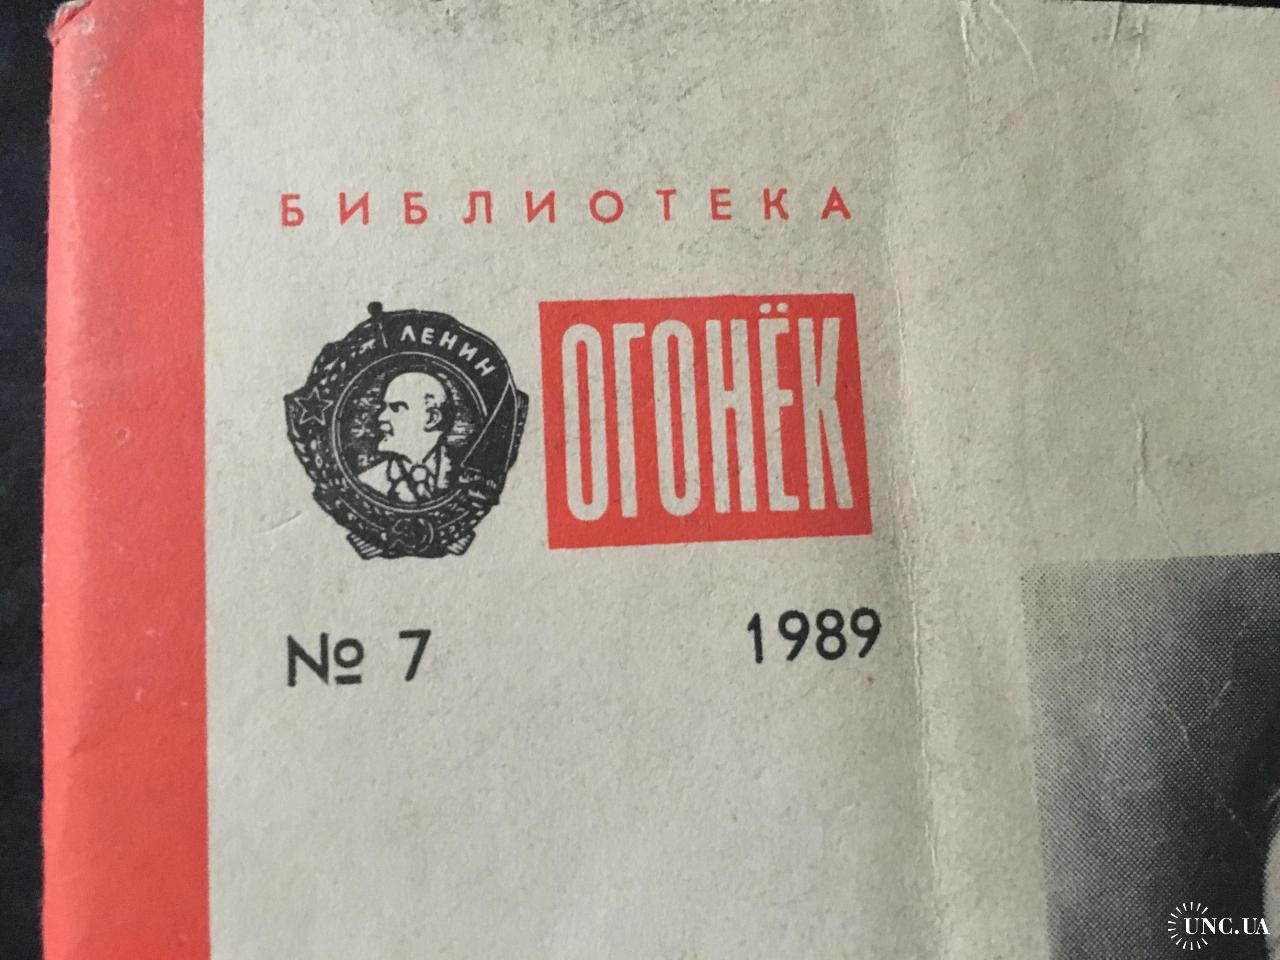 БИБЛИОТЕКА
ЛЕНИН
ОГОНЁК
№ 7 1989
UNC.UA